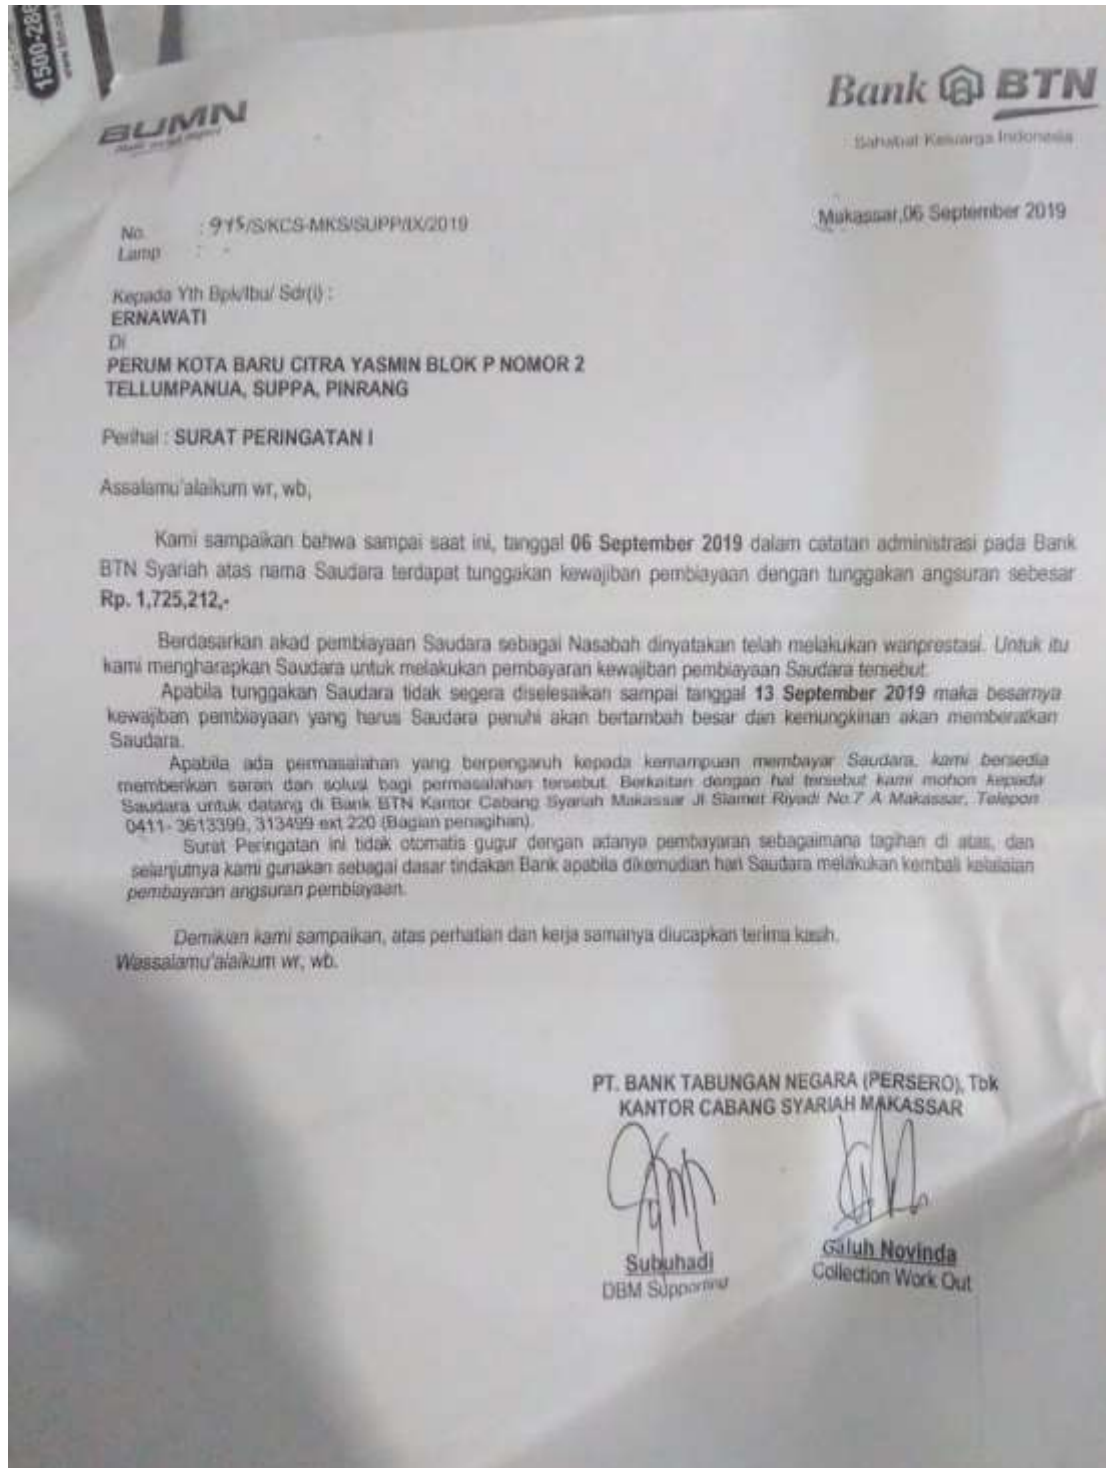 1500-286
BUMN
Bank BTN
Sahabat Keluarga Indonesia
No. : 945/S/KCS-MKS/SUPP/IX/2019
Makassar,06 September 2019
Lamp : -
Kepada Yth Bpk/Ibu/ Sdr(i) :
ERNAWATI
Di
PERUM KOTA BARU CITRA YASMIN BLOK P NOMOR 2
TELLUMPANUA, SUPPA, PINRANG
Perihal : SURAT PERINGATAN I
Assalamu'alaikum wr, wb,
Kami sampaikan bahwa sampai saat ini, tanggal 06 September 2019 dalam catatan administrasi pada Bank
BTN Syariah atas nama Saudara terdapat tunggakan kewajiban pembiayaan dengan tunggakan angsuran sebesar
Rp. 1,725,212,-
Berdasarkan akad pembiayaan Saudara sebagai Nasabah dinyatakan telah melakukan wanprestasi. Untuk itu
kami mengharapkan Saudara untuk melakukan pembayaran kewajiban pembiayaan Saudara tersebut.
Apabila tunggakan Saudara tidak segera diselesaikan sampai tanggal 13 September 2019 maka besarnya
kewajiban pembiayaan yang harus Saudara penuhi akan bertambah besar dan kemungkinan akan memberatkan
Saudara.
Apabila ada permasalahan yang berpengaruh kepada kemampuan membayar Saudara, kami bersedia
memberikan saran dan solusi bagi permasalahan tersebut. Berkaitan dengan hal tersebut kami mohon kepada
Saudara untuk datang di Bank BTN Kantor Cabang Syariah Makassar Jl Slamet Riyadi No.7 A Makassar, Telepon
0411- 3613399, 313499 ext 220 (Bagian penagihan).
Surat Peringatan ini tidak otomatis gugur dengan adanya pembayaran sebagaimana tagihan di atas, dan
selanjutnya kami gunakan sebagai dasar tindakan Bank apabila dikemudian hari Saudara melakukan kembali kelalaian
pembayaran angsuran pembiayaan.
Demikian kami sampaikan, atas perhatian dan kerja samanya diucapkan terima kasih.
Wassalamu'alaikum wr, wb.
PT. BANK TABUNGAN NEGARA (PERSERO), Tbk
KANTOR CABANG SYARIAH MAKASSAR
Subuhadi
Galuh Novinda
DBM Supporting
Collection Work Out